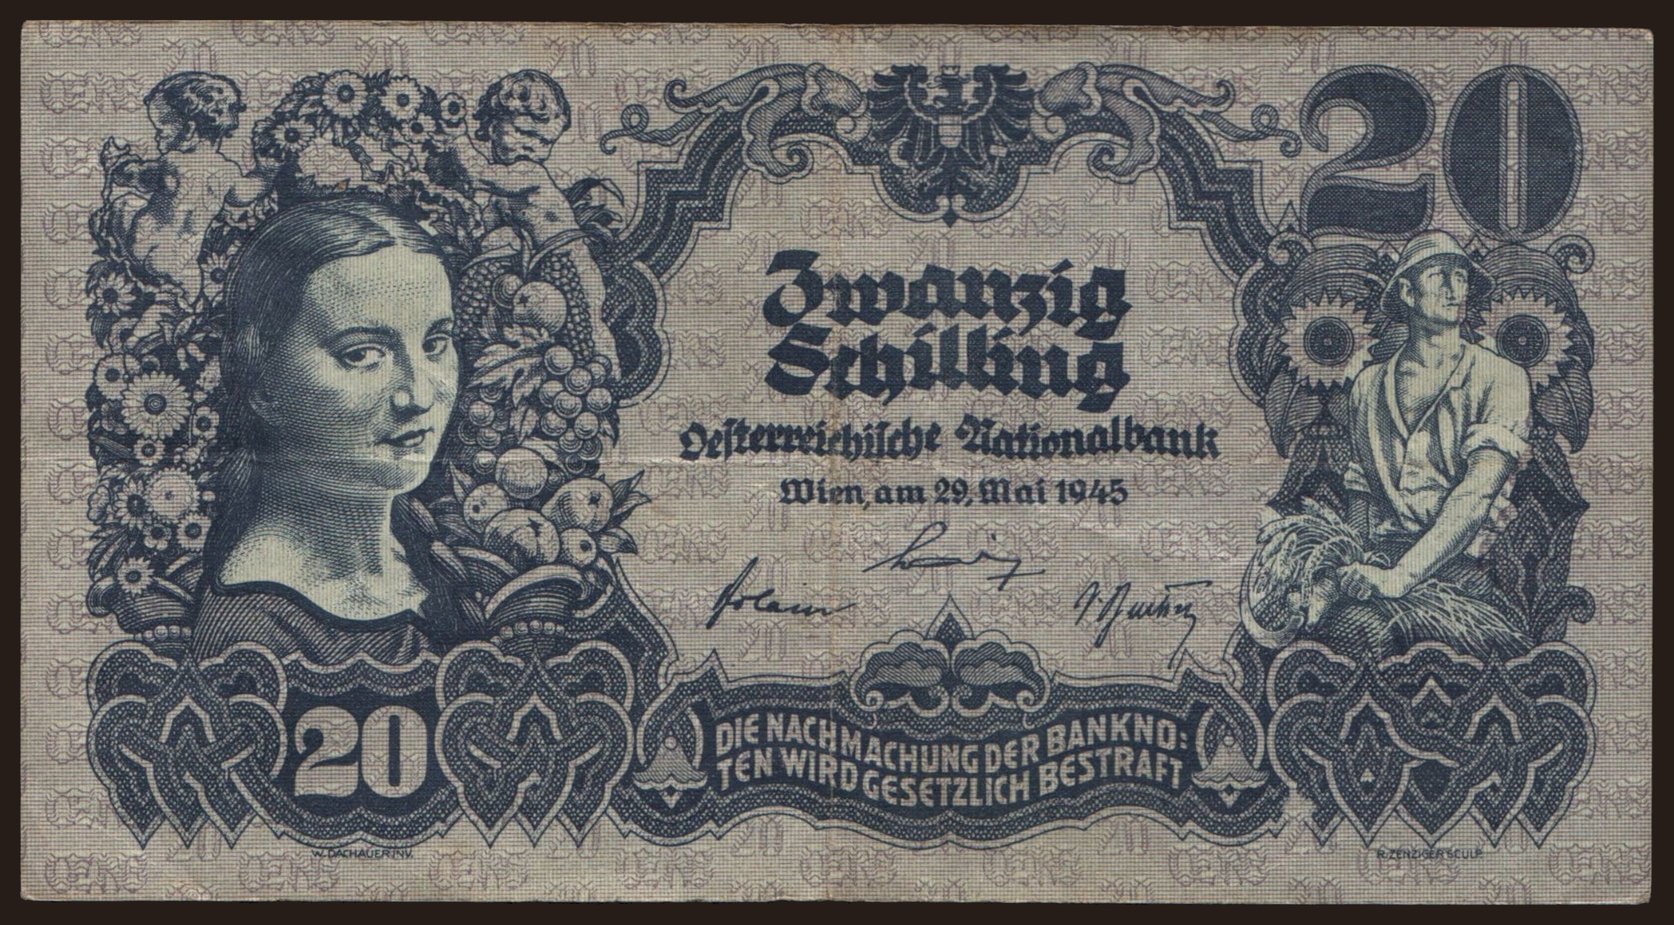 20
Zwanzig
Schilling
Oesterreichische Nationalbank
Wien, am 29. Mai 1945
20
DIE NACHMACHUNG DER BANKNO=
TEN WIRD GESETZLICH BESTRAFT
W. DACHAUER INV.
R. ZENZIGER SCULP.